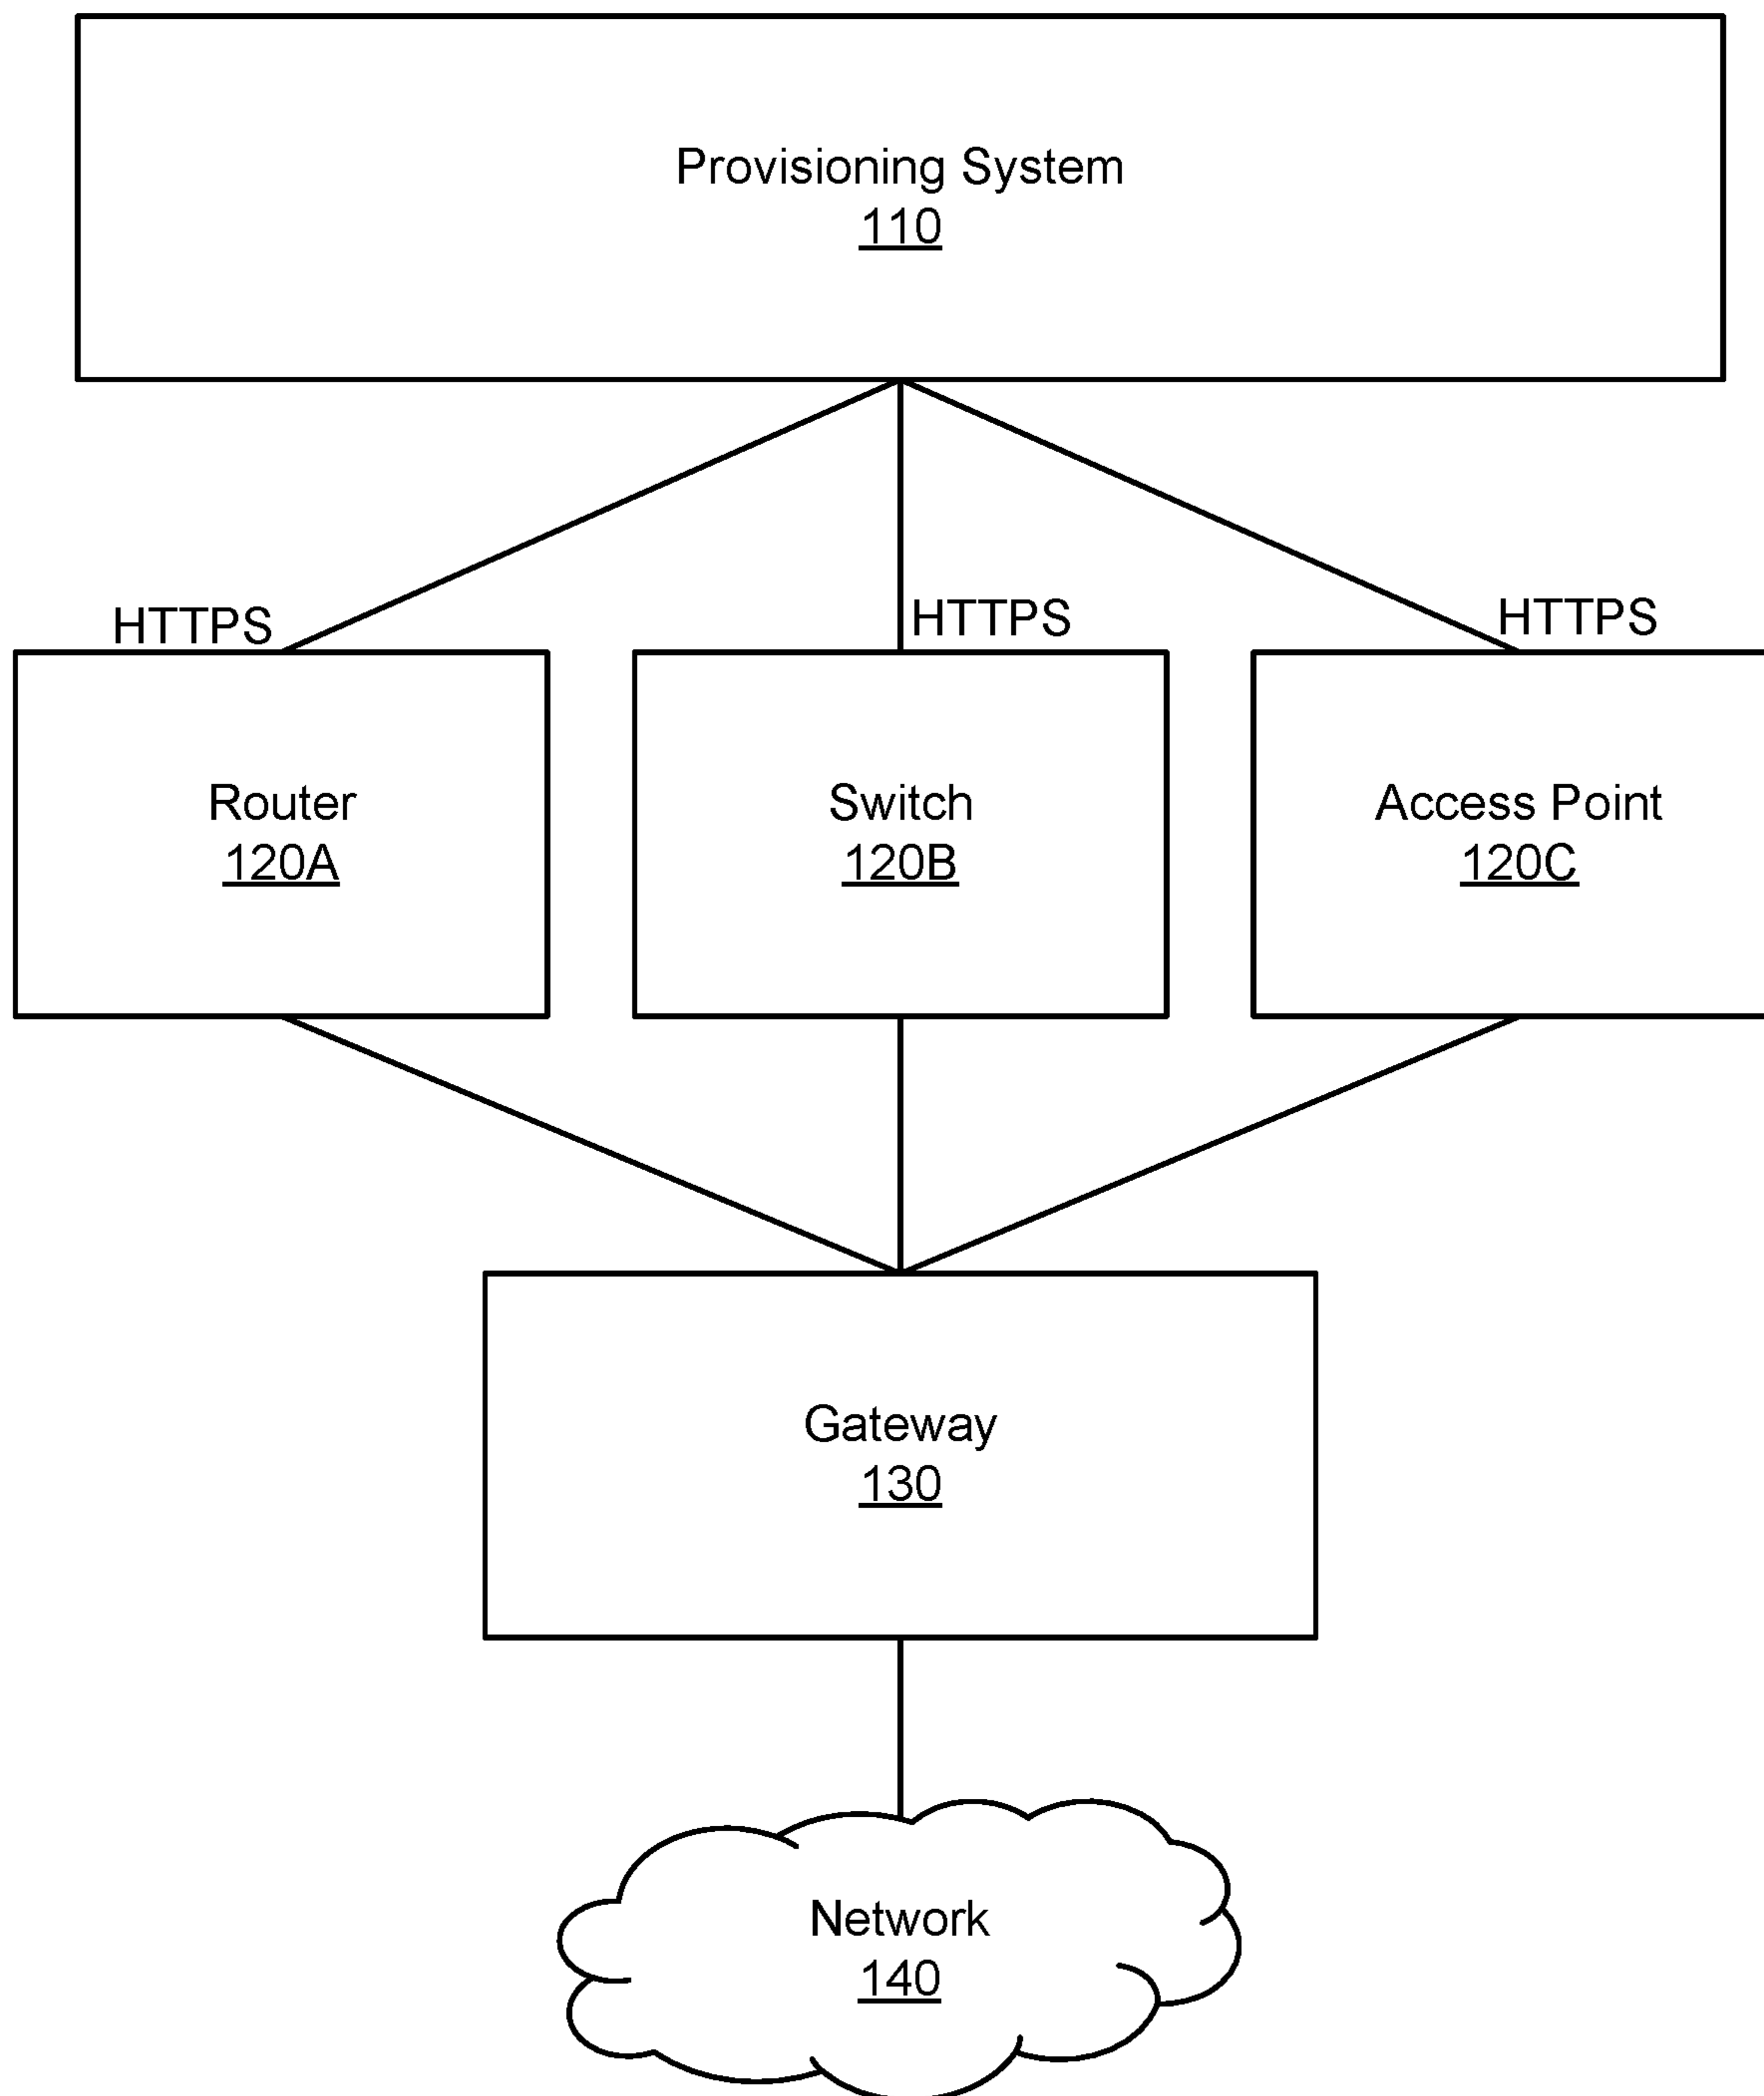 Provisioning System
110
HTTPS
HTTPS
HTTPS
Router
120A
Switch
120B
Access Point
120C
Gateway
130
Network
140